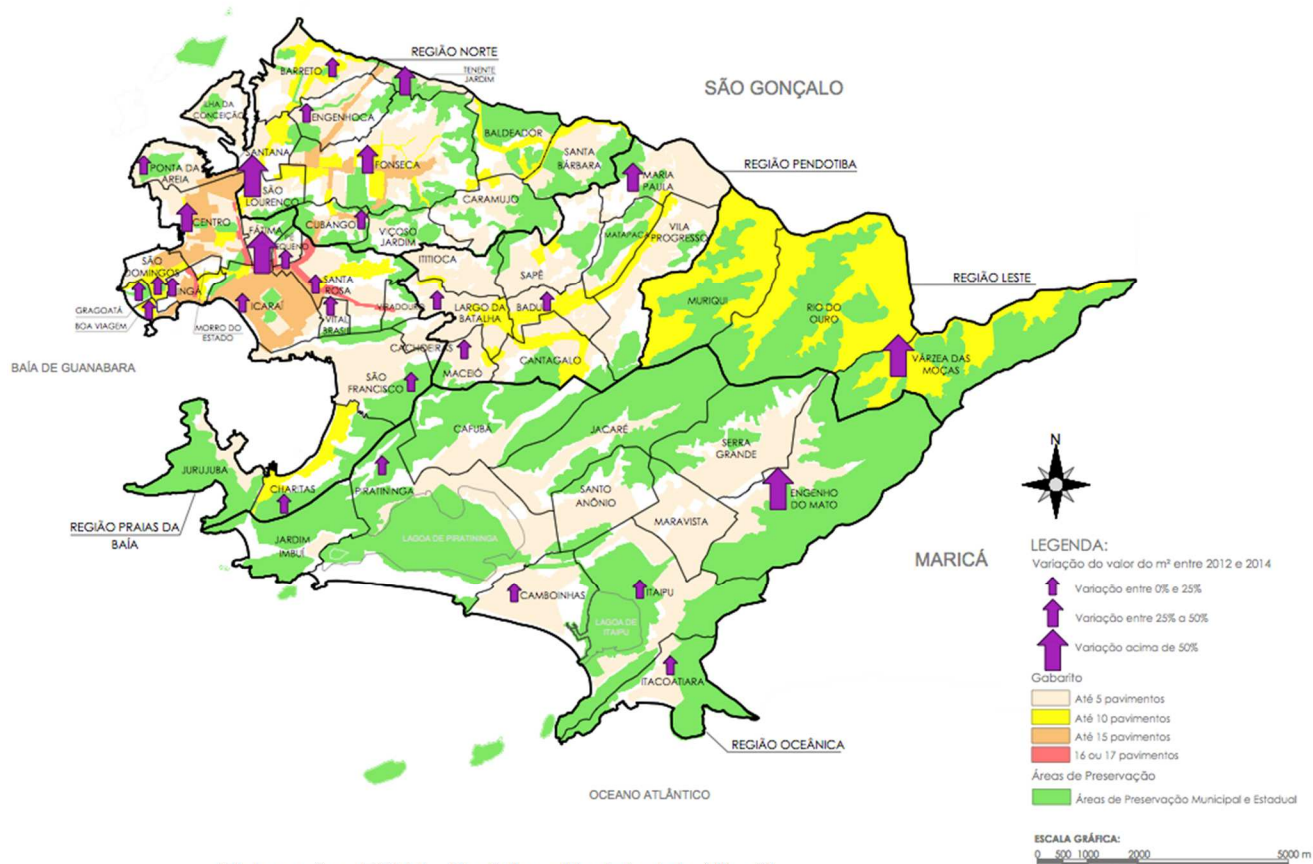 REGIÃO NORTE
BARRETO
TENENTE
JARDIM
SÃO GONÇALO
ILHA DA
CONCEIÇÃO
ENGENHOCA
BALDEADOR
SANTANA
SANTA
BÁRBARA
FONSECA
REGIÃO PENDOTIBA
PONTA DA
AREIA
MARIA
PAULA
SÃO
LOURENÇO
CARAMUJO
CENTRO
FÁTIMA
CUBANGO
VIÇOSO
JARDIM
MATAPACA
VILA
PROGRESSO
PÉ
PEQUENO
ITITIOCA
SÃO
DOMINGOS
SAPÊ
REGIÃO LESTE
SANTA
ROSA
INGÁ
MURIQUI
RIO DO
OURO
ICARAÍ
VIRADOURO
LARGO DA
BATALHA
BADU
GRAGOATÁ
BOA VIAGEM
MORRO DO
ESTADO
VITAL
BRASIL
CACHOEIRAS
CANTAGALO
VÁRZEA DAS
MOÇAS
BAÍA DE GUANABARA
MACEIÓ
SÃO
FRANCISCO
CAFUBÁ
JACARÉ
SERRA
GRANDE
JURUJUBA
CHARITAS
PIRATININGA
SANTO
ANÔNIO
ENGENHO
DO MATO
N
REGIÃO PRAIAS DA
BAÍA
MARAVISTA
JARDIM
IMBUÍ
LAGOA DE PIRATININGA
MARICÁ
CAMBOINHAS
ITAIPU
LAGOA DE
ITAIPU
ITACOATIARA
REGIÃO OCEÂNICA
OCEANO ATLÂNTICO
LEGENDA:
Variação do valor do m² entre 2012 e 2014
Variação entre 0% e 25%
Variação entre 25% a 50%
Variação acima de 50%
Gabarito
Até 5 pavimentos
Até 10 pavimentos
Até 15 pavimentos
16 ou 17 pavimentos
Áreas de Preservação
Áreas de Preservação Municipal e Estadual
ESCALA GRÁFICA:
0 500 1000 2000 5000 m